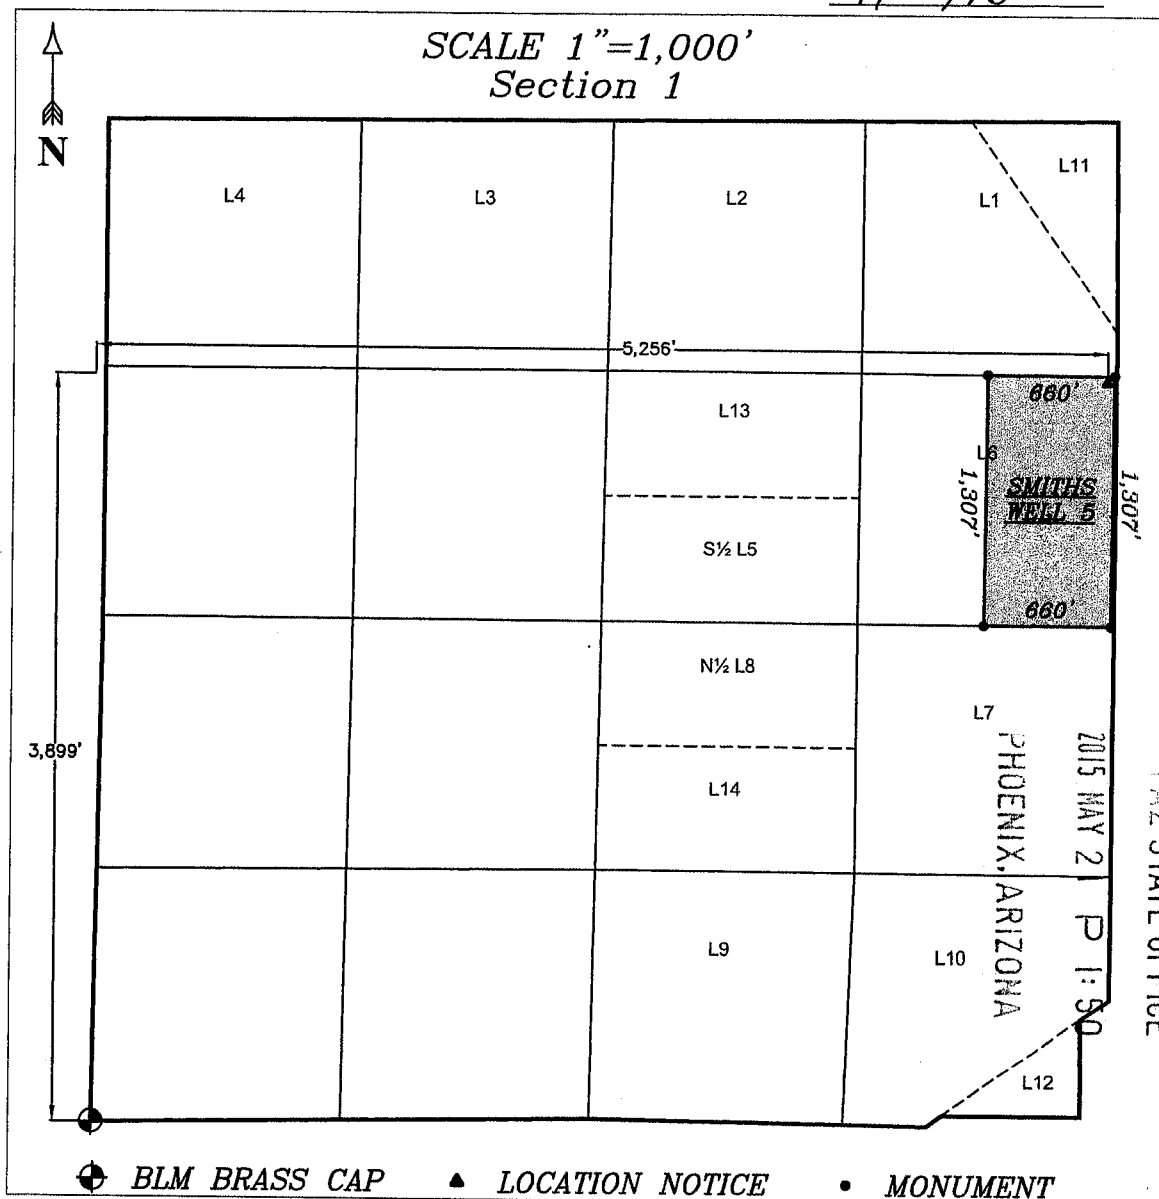 SCALE 1"=1,000'
Section 1
N
L4
L3
L2
L1
L11
5,256'
L13
660'
L6
1,307'
SMITHS
WELL 5
1,307'
S½ L5
660'
N½ L8
L7
3,899'
L14
2015 MAY 21 P 1:50
PHOENIX, ARIZONA
STATE OFFICE
L9
L10
L12
BLM BRASS CAP
LOCATION NOTICE
MONUMENT